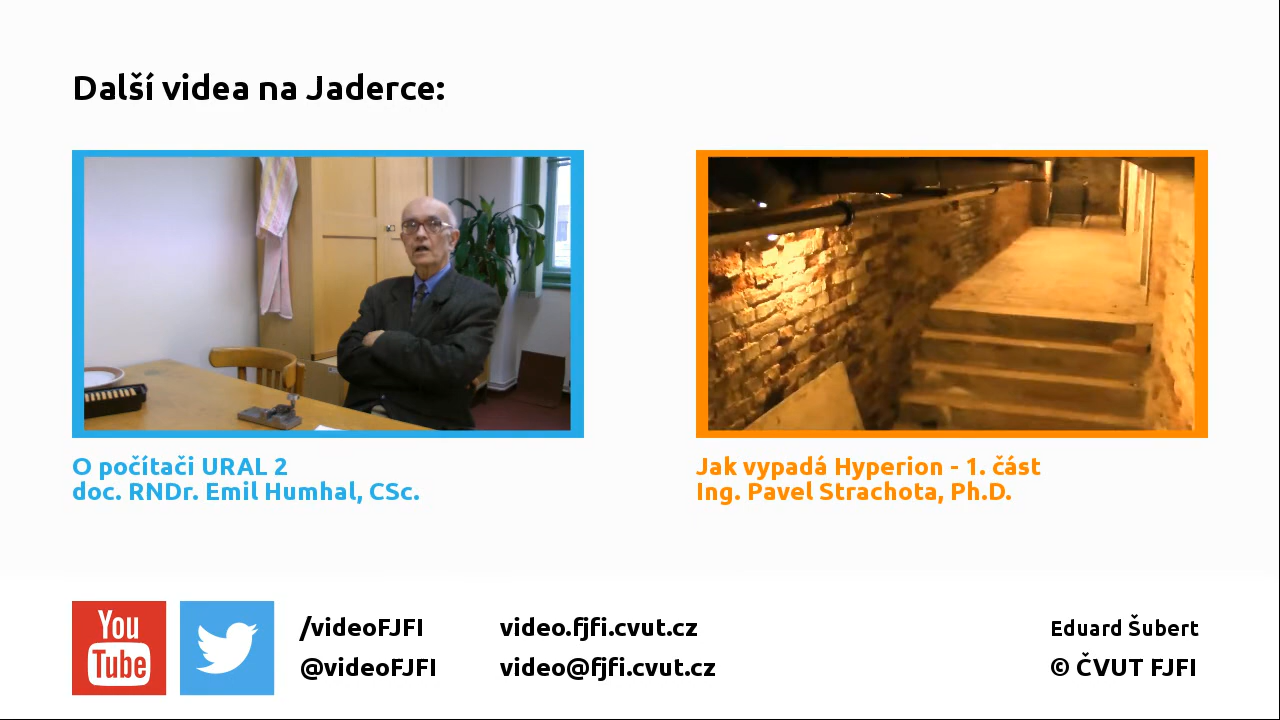 Další videa na Jaderce:
O počítači URAL 2
doc. RNDr. Emil Humhal, CSc.
Jak vypadá Hyperion - 1. část
Ing. Pavel Strachota, Ph.D.
You
Tube
/videoFJFI
@videoFJFI
video.fjfi.cvut.cz
video@fjfi.cvut.cz
Eduard Šubert
© ČVUT FJFI